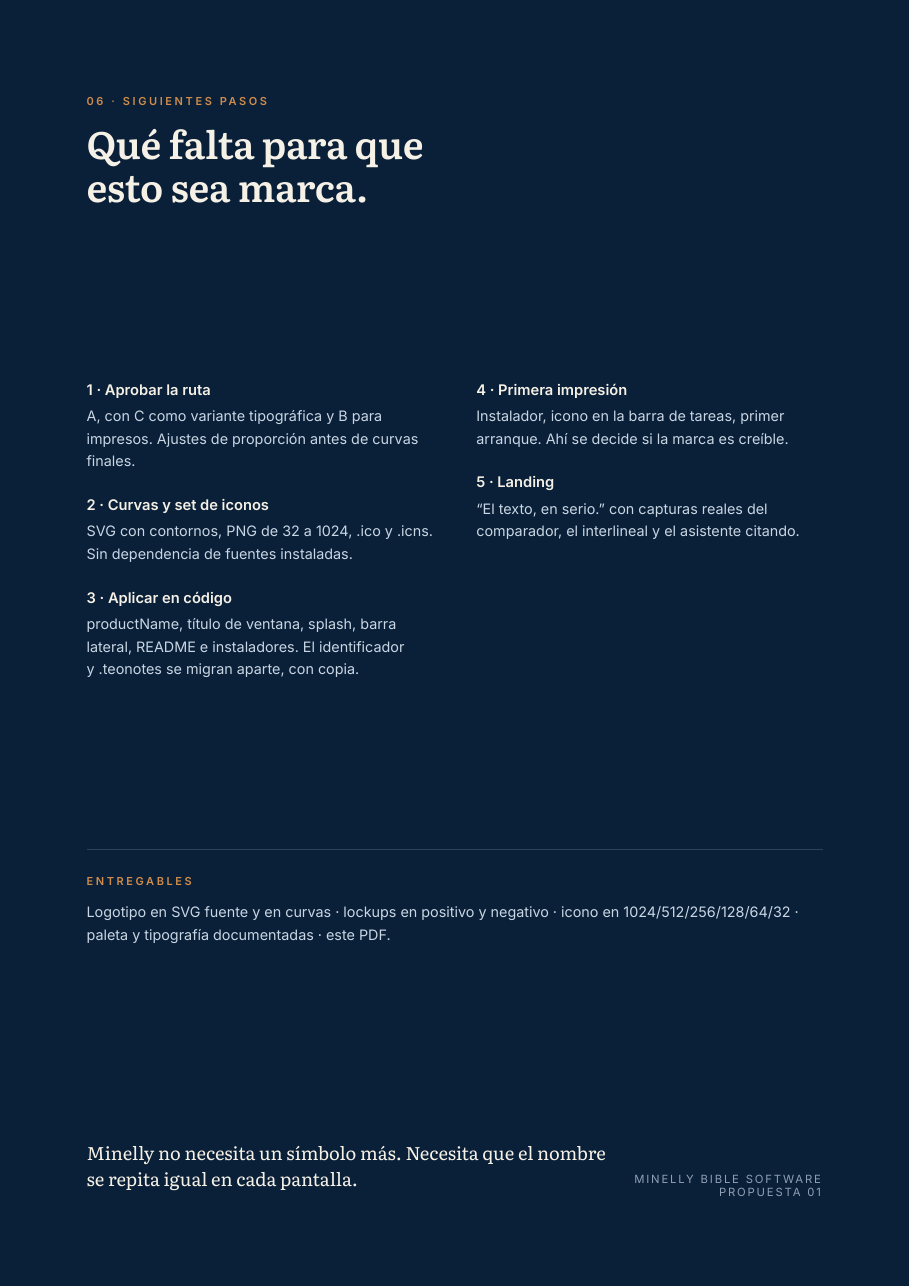 06 · SIGUIENTES PASOS
Qué falta para que
esto sea marca.
1 · Aprobar la ruta
A, con C como variante tipográfica y B para
impresos. Ajustes de proporción antes de curvas
finales.
2 · Curvas y set de iconos
SVG con contornos, PNG de 32 a 1024, .ico y .icns.
Sin dependencia de fuentes instaladas.
3 · Aplicar en código
productName, título de ventana, splash, barra
lateral, README e instaladores. El identificador
y .teonotes se migran aparte, con copia.
4 · Primera impresión
Instalador, icono en la barra de tareas, primer
arranque. Ahí se decide si la marca es creíble.
5 · Landing
“El texto, en serio.” con capturas reales del
comparador, el interlineal y el asistente citando.
ENTREGABLES
Logotipo en SVG fuente y en curvas · lockups en positivo y negativo · icono en 1024/512/256/128/64/32 ·
paleta y tipografía documentadas · este PDF.
Minelly no necesita un símbolo más. Necesita que el nombre
se repita igual en cada pantalla.
MINELLY BIBLE SOFTWARE
PROPUESTA 01